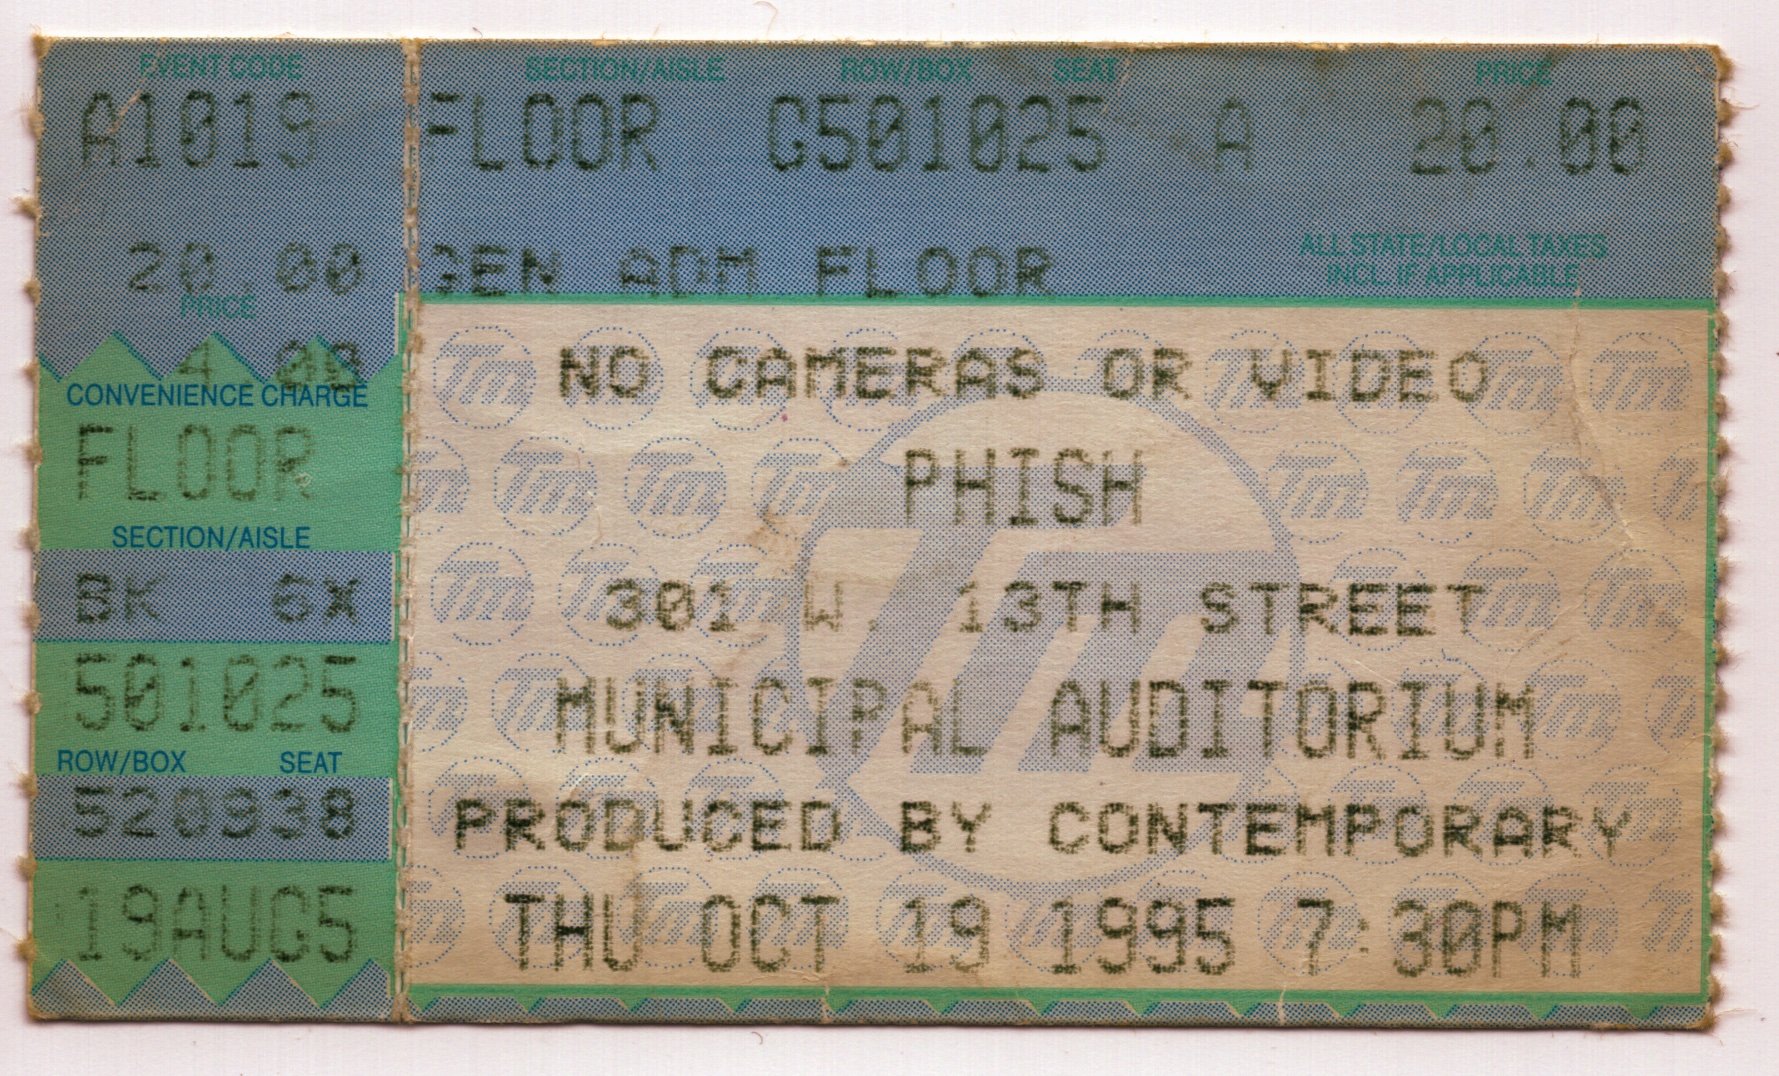 EVENT CODE
A1019
20.00
PRICE
4.00
CONVENIENCE CHARGE
FLOOR
SECTION/AISLE
BK 6X
501025
ROW/BOX SEAT
520938
19AUG5
SECTION/AISLE ROW/BOX SEAT PRICE
FLOOR G501025 A 20.00
GEN ADM FLOOR
ALL STATE/LOCAL TAXES
INCL. IF APPLICABLE
NO CAMERAS OR VIDEO
PHISH
301 W. 13TH STREET
MUNICIPAL AUDITORIUM
PRODUCED BY CONTEMPORARY
THU OCT 19 1995 7:30PM